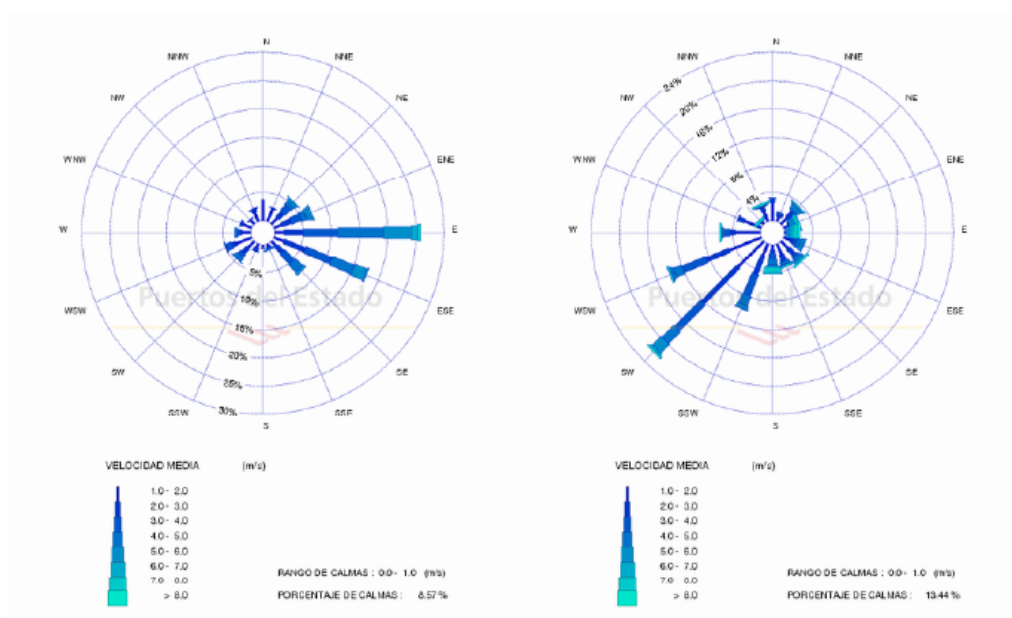 N
NNW
NNE
NW
NE
WNW
ENE
W
E
WSW
ESE
SW
SE
SSW
SSE
S
5%
10%
15%
20%
25%
30%
Puertos del Estado
VELOCIDAD MEDIA (m/s)
1.0 - 2.0
2.0 - 3.0
3.0 - 4.0
4.0 - 5.0
5.0 - 6.0
6.0 - 7.0
> 8.0
RANGO DE CALMAS : 0.0 - 1.0 (m/s)
PORCENTAJE DE CALMAS : 8.57 %
N
NNW
NNE
NW
NE
WNW
ENE
W
E
WSW
ESE
SW
SE
SSW
SSE
S
24%
20%
16%
12%
8%
4%
Puertos del Estado
VELOCIDAD MEDIA (m/s)
1.0 - 2.0
2.0 - 3.0
3.0 - 4.0
4.0 - 5.0
5.0 - 6.0
6.0 - 7.0
> 8.0
RANGO DE CALMAS : 0.0 - 1.0 (m/s)
PORCENTAJE DE CALMAS : 13.44 %